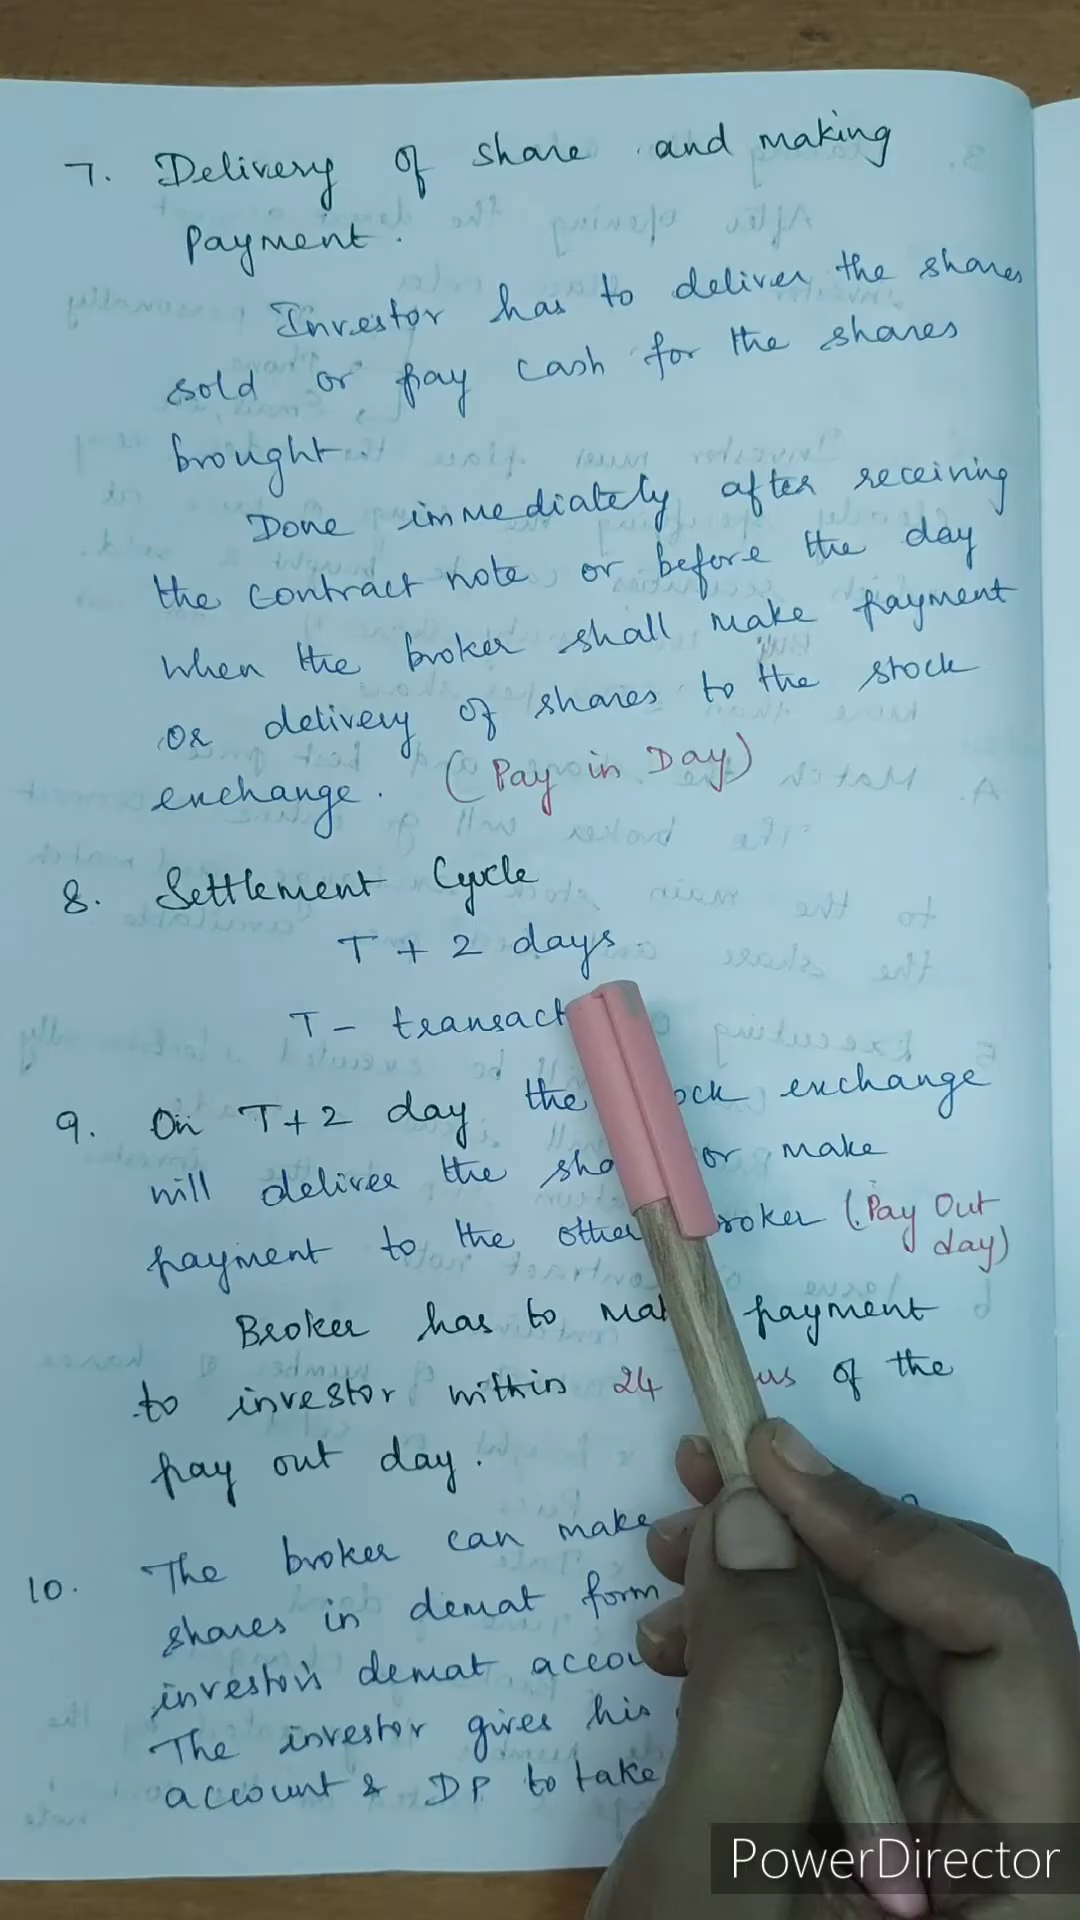 7. Delivery of share and making
Payment.
Investor has to deliver the shares
sold or pay cash for the shares
brought.
Done immediately after receiving
the contract note or before the day
when the broker shall make payment
or delivery of shares to the stock
exchange. (Pay in Day)
8. Settlement Cycle
T + 2 days
T - transact
9. On T+2 day the ock exchange
will deliver the sha or make
payment to the other roker (Pay Out
day)
Broker has to mak payment
to investor within 24 us of the
pay out day.
10. The broker can make
shares in demat form
investor's demat accou
The investor gives his
account & DP to take
PowerDirector